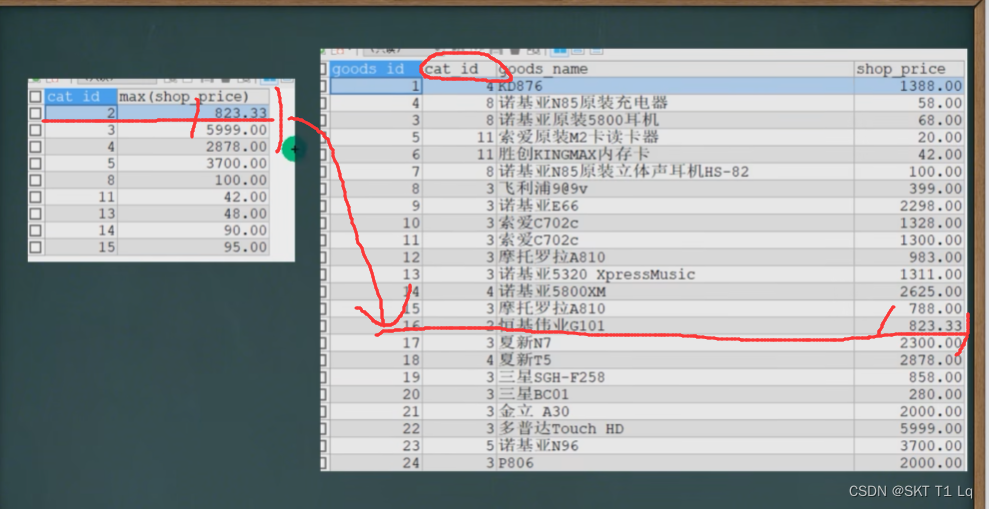 cat id max(shop_price)
2 823.33
3 5999.00
4 2878.00
5 3700.00
8 100.00
11 42.00
13 48.00
14 90.00
15 95.00
goods id cat id goods_name shop_price
1 4 KD876 1388.00
4 8 诺基亚N85原装充电器 58.00
3 8 诺基亚原装5800耳机 68.00
5 11 索爱原装M2卡读卡器 20.00
6 11 胜创KINGMAX内存卡 42.00
7 8 诺基亚N85原装立体声耳机HS-82 100.00
8 3 飞利浦9@9v 399.00
9 3 诺基亚E66 2298.00
10 3 索爱C702c 1328.00
11 3 索爱C702c 1300.00
12 3 摩托罗拉A810 983.00
13 3 诺基亚5320 XpressMusic 1311.00
14 4 诺基亚5800XM 2625.00
15 3 摩托罗拉A810 788.00
16 2 恒基伟业G101 823.33
17 3 夏新N7 2300.00
18 4 夏新T5 2878.00
19 3 三星SGH-F258 858.00
20 3 三星BC01 280.00
21 3 金立 A30 2000.00
22 3 多普达Touch HD 5999.00
23 5 诺基亚N96 3700.00
24 3 P806 2000.00
CSDN @SKT T1 Lq